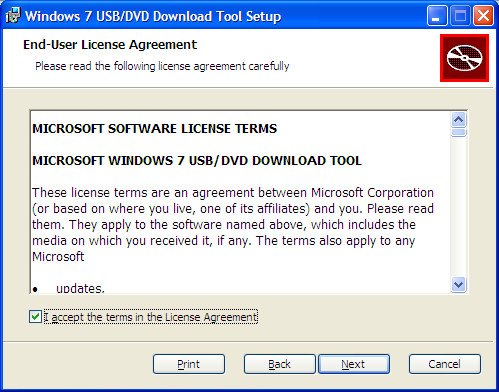 Windows 7 USB/DVD Download Tool Setup
End-User License Agreement
Please read the following license agreement carefully
MICROSOFT SOFTWARE LICENSE TERMS
MICROSOFT WINDOWS 7 USB/DVD DOWNLOAD TOOL
These license terms are an agreement between Microsoft Corporation
(or based on where you live, one of its affiliates) and you. Please read
them. They apply to the software named above, which includes the
media on which you received it, if any. The terms also apply to any
Microsoft
• updates,
I accept the terms in the License Agreement
Print Back Next Cancel